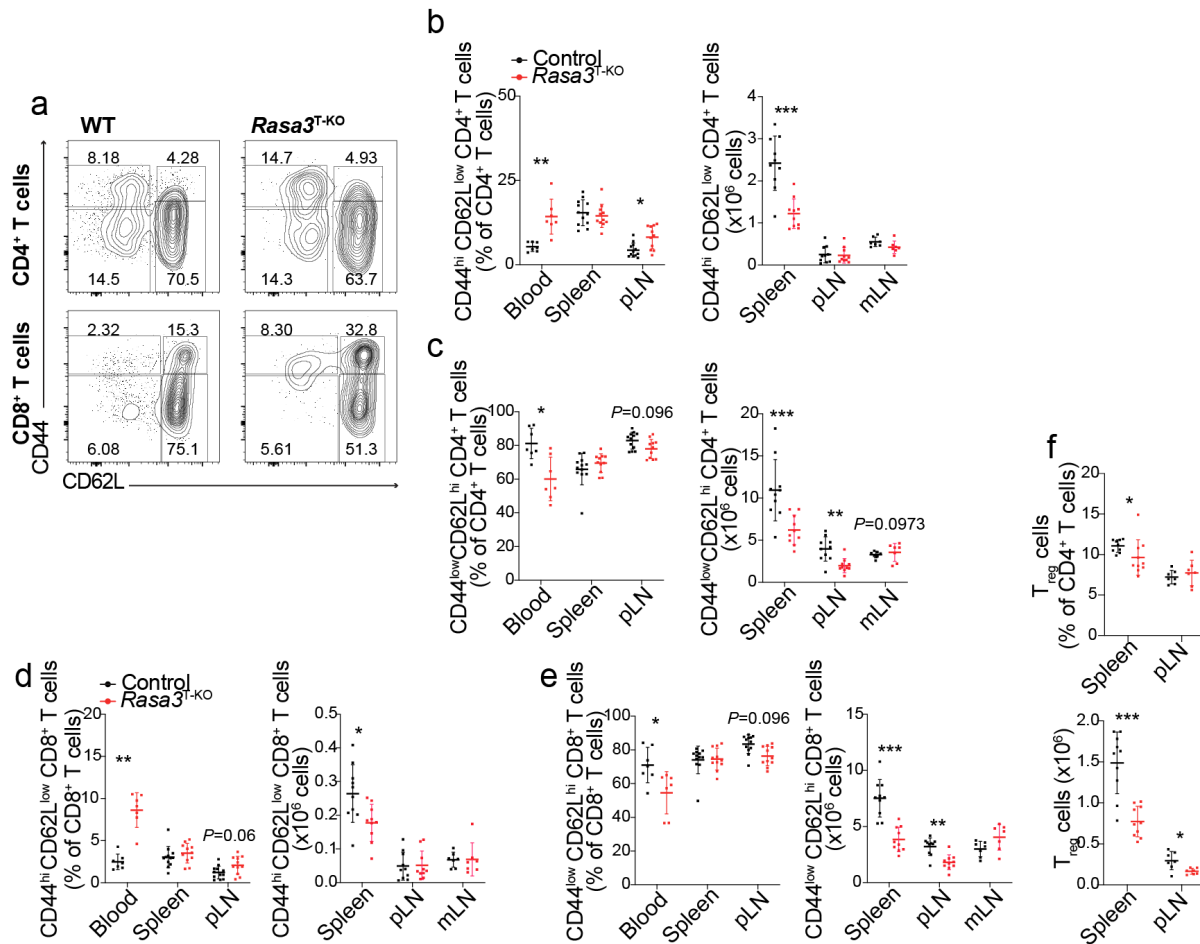 a
WT
Rasa3T-KO
CD4+ T cells
8.18
4.28
14.5
70.5
14.7
4.93
14.3
63.7
CD8+ T cells
2.32
15.3
6.08
75.1
8.30
32.8
5.61
51.3
CD44
CD62L
b
Control
Rasa3T-KO
CD44hi CD62Llow CD4+ T cells
(% of CD4+ T cells)
50
25
0
**
*
Blood
Spleen
pLN
CD44hi CD62Llow CD4+ T cells
(x106 cells)
4
3
2
1
0
***
Spleen
pLN
mLN
c
CD44lowCD62Lhi CD4+ T cells
(% of CD4+ T cells)
100
80
60
40
20
0
*
P=0.096
Blood
Spleen
pLN
CD44lowCD62Lhi CD4+ T cells
(x106 cells)
20
15
10
5
0
***
**
P=0.0973
Spleen
pLN
mLN
d
Control
Rasa3T-KO
CD44hi CD62Llow CD8+ T cells
(% of CD8+ T cells)
20
15
10
5
0
**
P=0.06
Blood
Spleen
pLN
CD44hi CD62Llow CD8+ T cells
(x106 cells)
0.5
0.4
0.3
0.2
0.1
0.0
*
Spleen
pLN
mLN
e
CD44low CD62Lhi CD8+ T cells
(% of CD8+ T cells)
100
80
60
40
20
0
*
P=0.096
Blood
Spleen
pLN
CD44low CD62Lhi CD8+ T cells
(x106 cells)
15
10
5
0
***
**
Spleen
pLN
mLN
f
Treg cells
(% of CD4+ T cells)
20
15
10
5
0
*
Spleen
pLN
Treg cells (x106)
2.0
1.5
1.0
0.5
0.0
***
*
Spleen
pLN